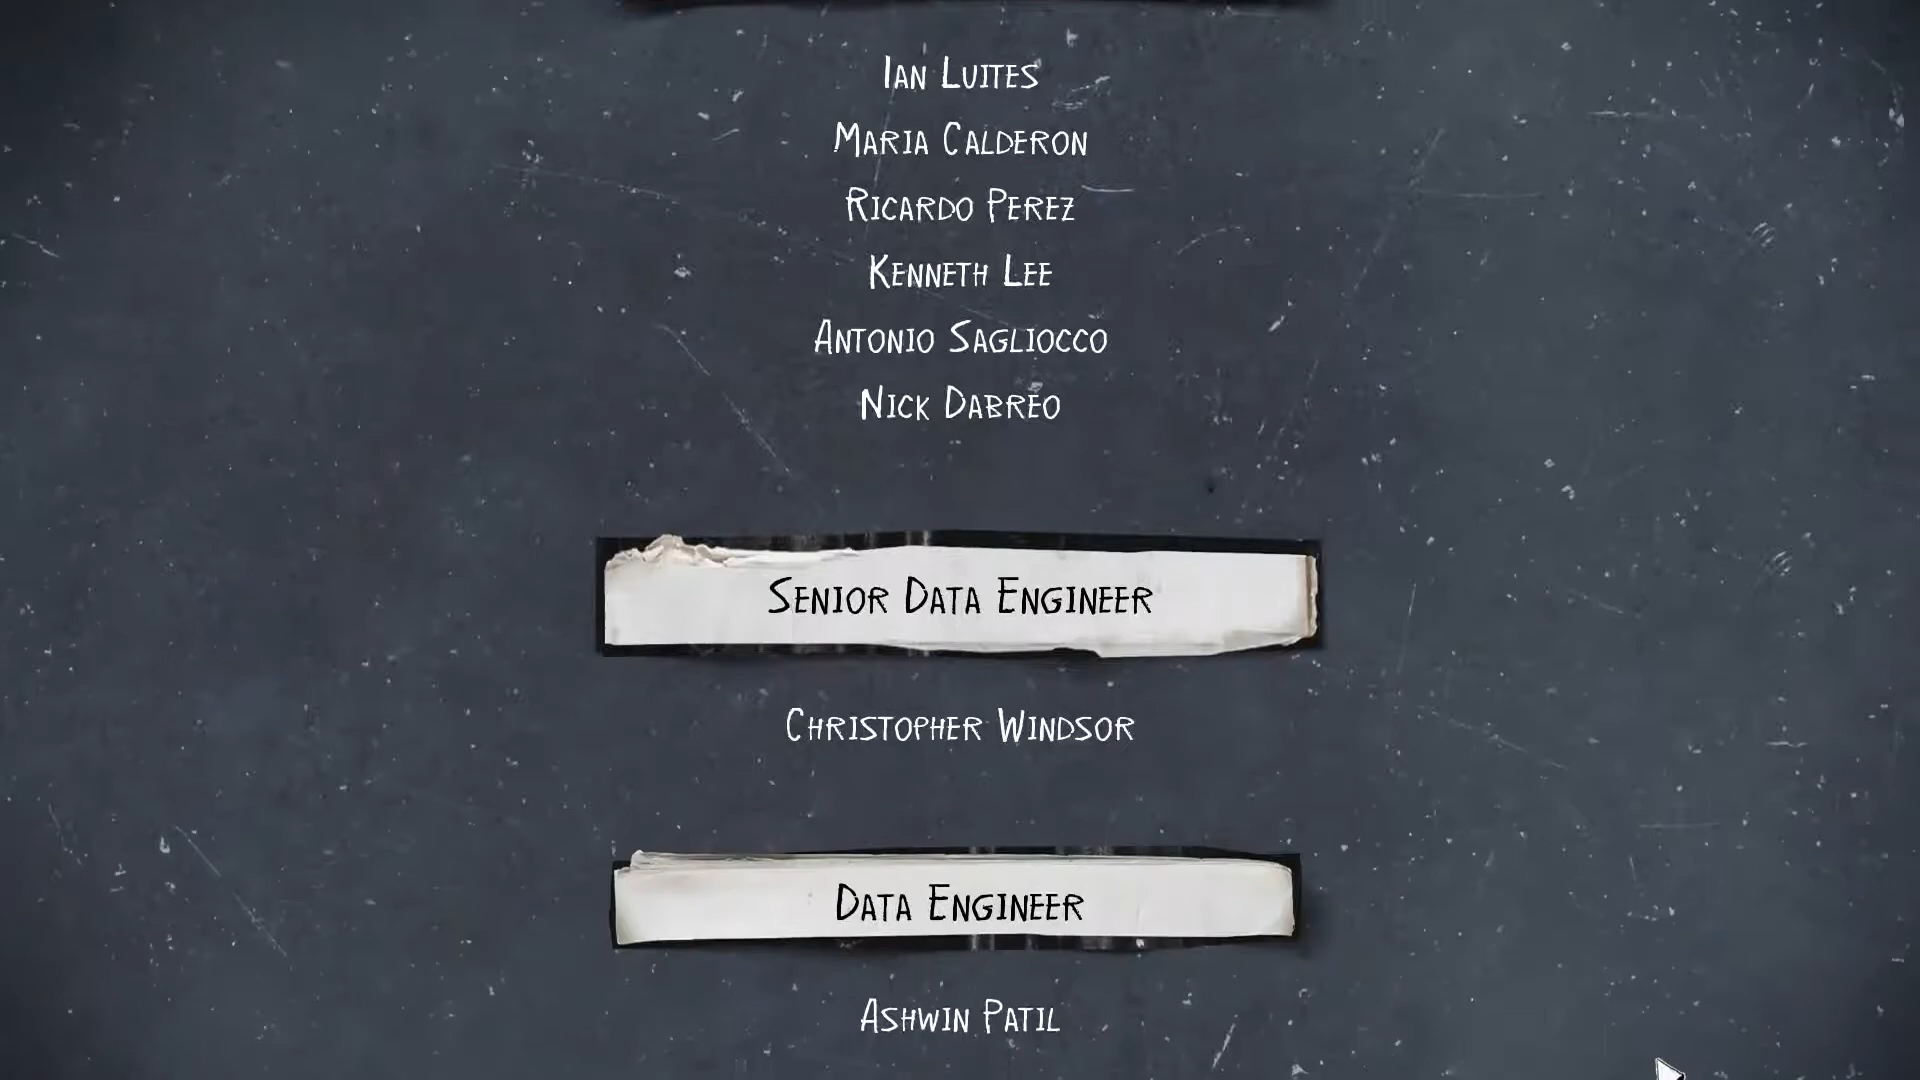 Ian Luites
Maria Calderon
Ricardo Perez
Kenneth Lee
Antonio Sagliocco
Nick Dabreo
Senior Data Engineer
Christopher Windsor
Data Engineer
Ashwin Patil